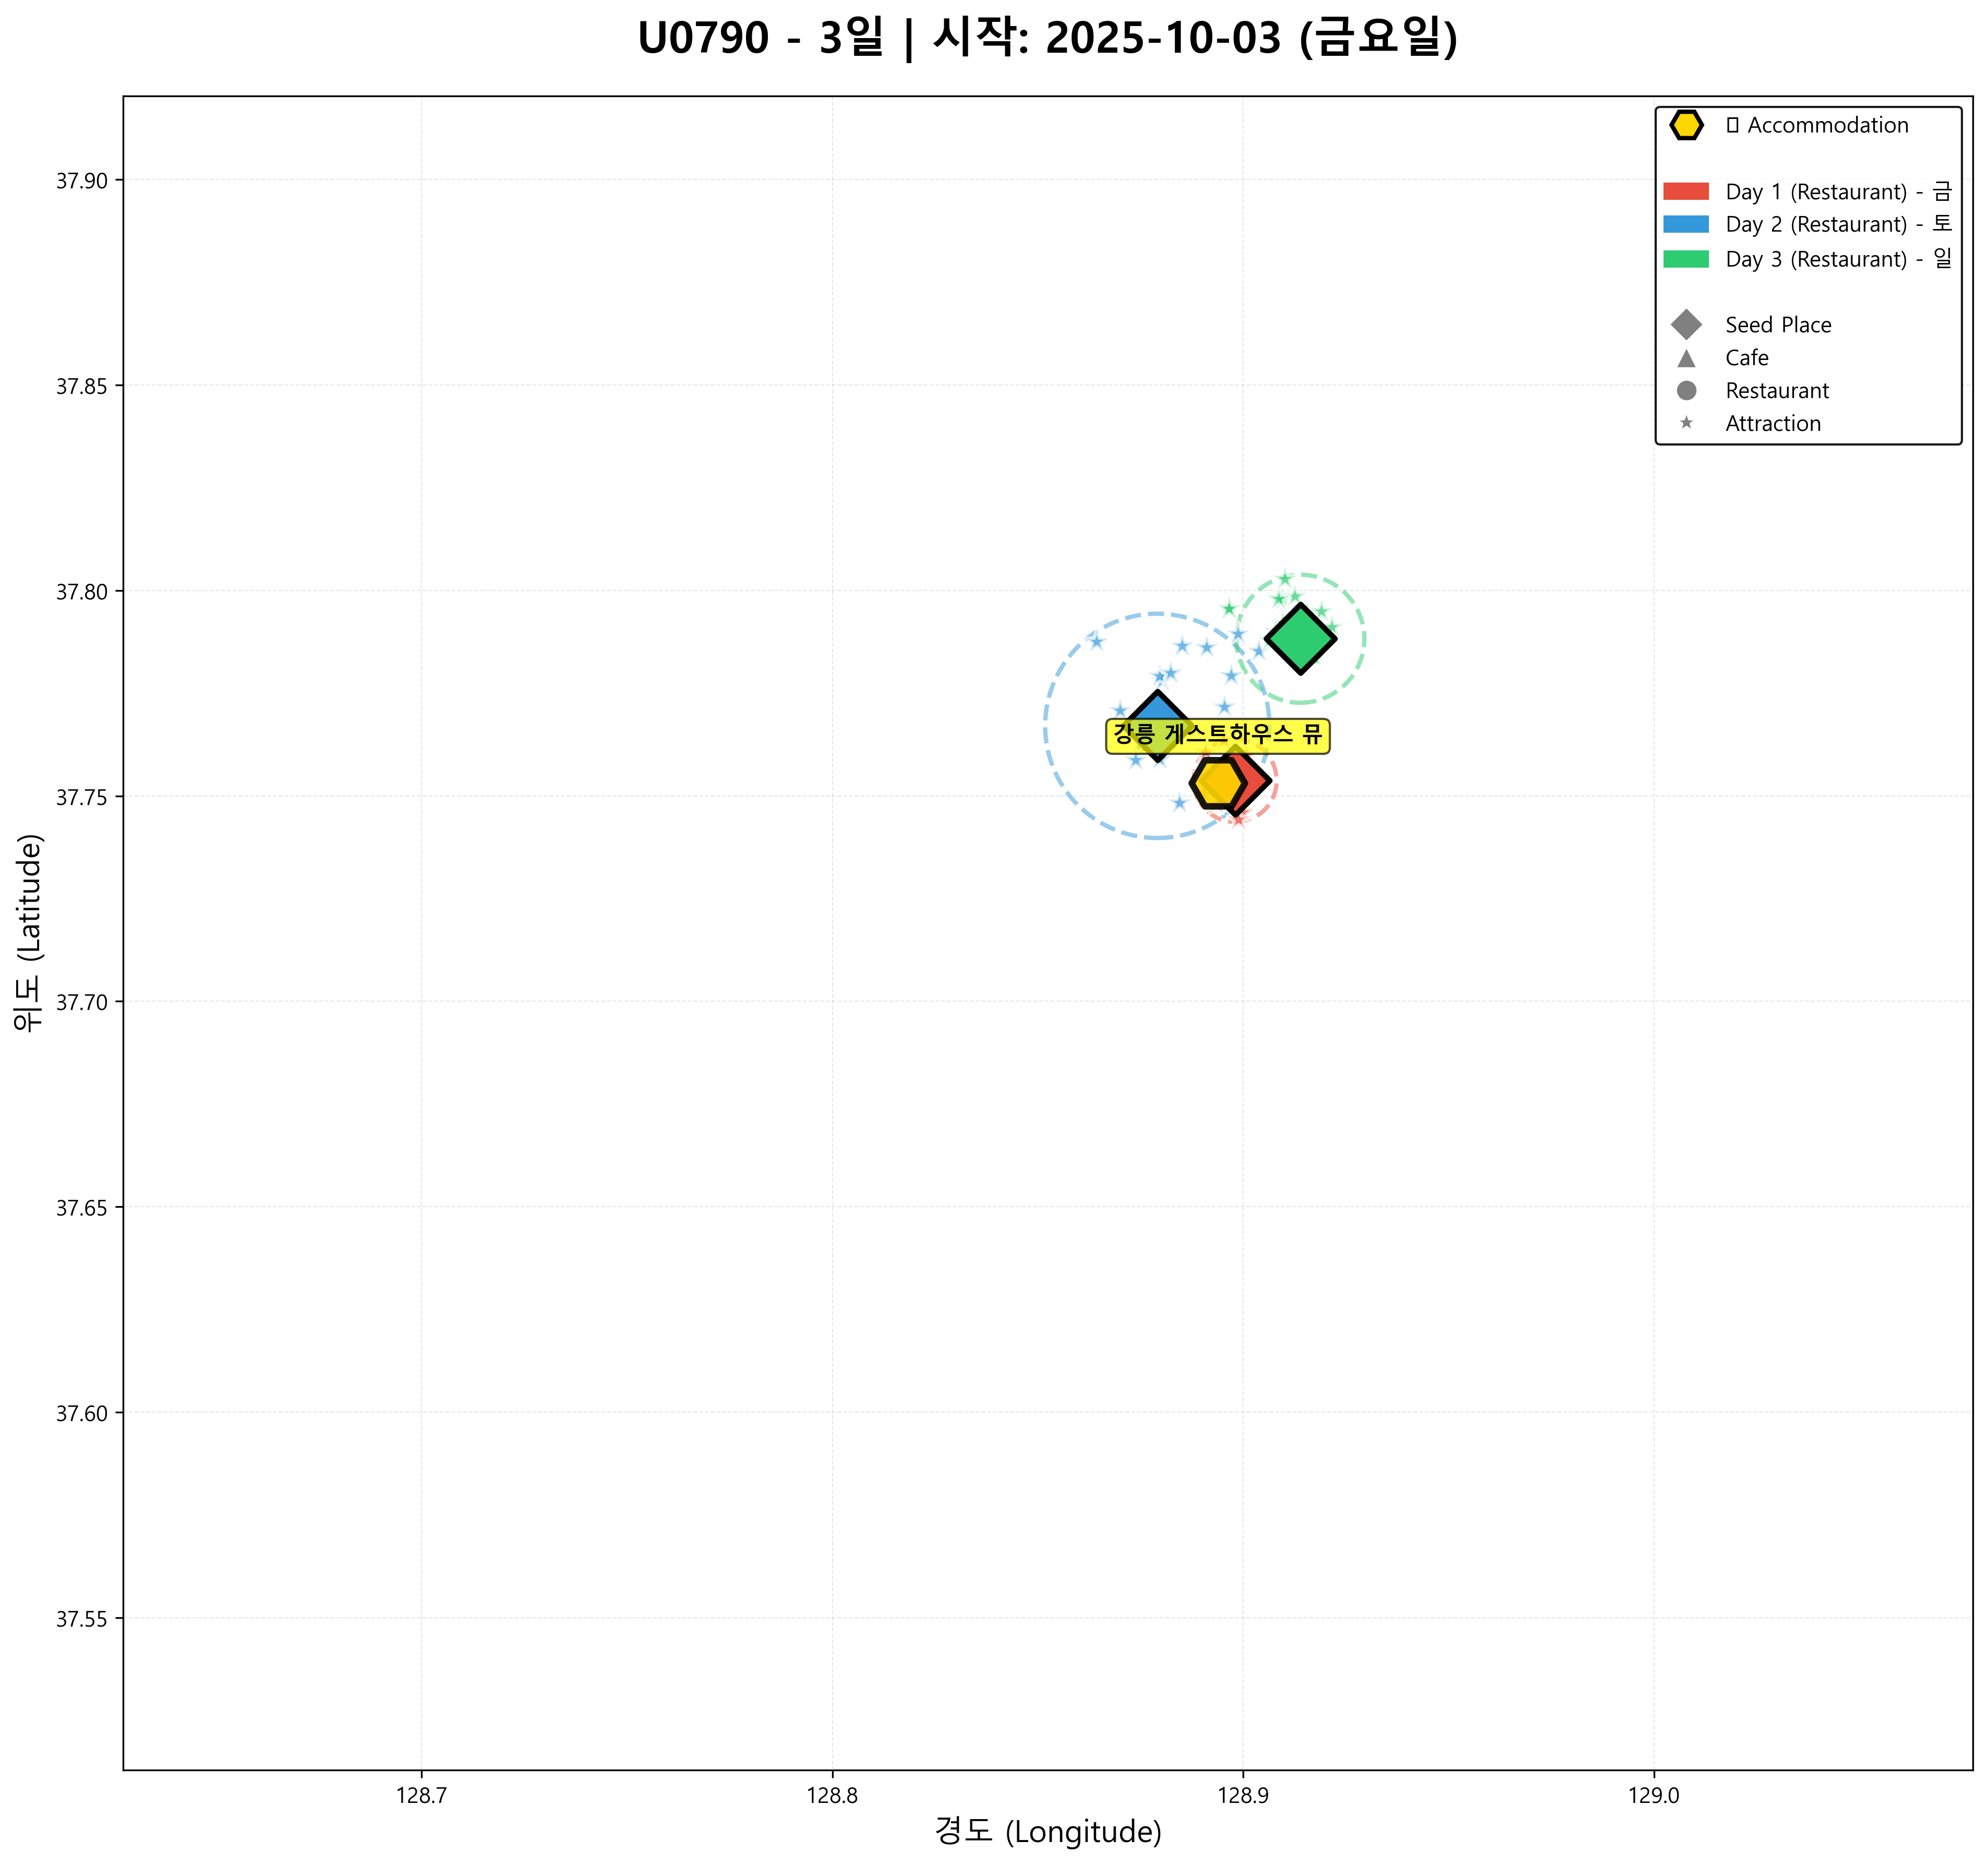 U0790 - 3일 | 시작: 2025-10-03 (금요일)
Accommodation
Day 1 (Restaurant) - 금
Day 2 (Restaurant) - 토
Day 3 (Restaurant) - 일
Seed Place
Cafe
Restaurant
Attraction
37.90
37.85
37.80
37.75
37.70
37.65
37.60
37.55
강릉 게스트하우스 뮤
위도 (Latitude)
128.7
128.8
128.9
129.0
경도 (Longitude)